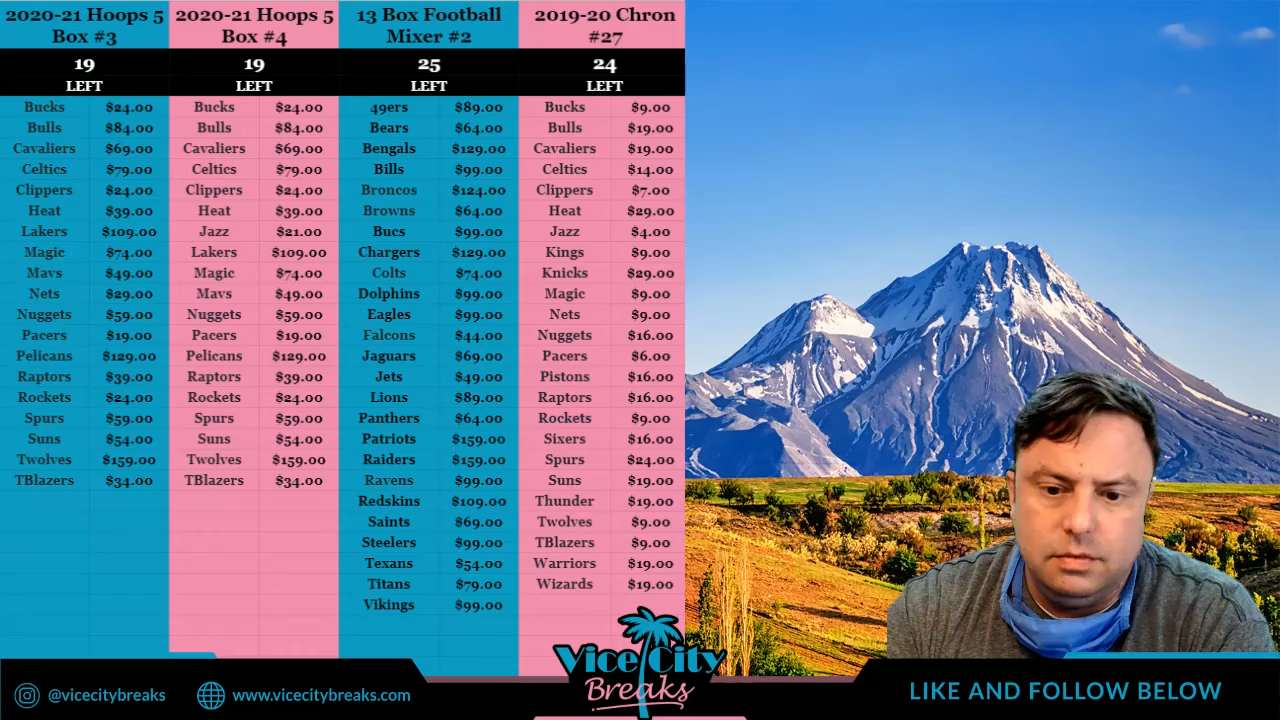 2020-21 Hoops 5
Box #3
19
LEFT
Bucks $24.00
Bulls $84.00
Cavaliers $69.00
Celtics $79.00
Clippers $24.00
Heat $39.00
Lakers $109.00
Magic $74.00
Mavs $49.00
Nets $29.00
Nuggets $59.00
Pacers $19.00
Pelicans $129.00
Raptors $39.00
Rockets $24.00
Spurs $59.00
Suns $54.00
Twolves $159.00
TBlazers $34.00
2020-21 Hoops 5
Box #4
19
LEFT
Bucks $24.00
Bulls $84.00
Cavaliers $69.00
Celtics $79.00
Clippers $24.00
Heat $39.00
Jazz $21.00
Lakers $109.00
Magic $74.00
Mavs $49.00
Nuggets $59.00
Pacers $19.00
Pelicans $129.00
Raptors $39.00
Rockets $24.00
Spurs $59.00
Suns $54.00
Twolves $159.00
TBlazers $34.00
13 Box Football
Mixer #2
25
LEFT
49ers $89.00
Bears $64.00
Bengals $129.00
Bills $99.00
Broncos $124.00
Browns $64.00
Bucs $99.00
Chargers $129.00
Colts $74.00
Dolphins $99.00
Eagles $99.00
Falcons $44.00
Jaguars $69.00
Jets $49.00
Lions $89.00
Panthers $64.00
Patriots $159.00
Raiders $159.00
Ravens $99.00
Redskins $109.00
Saints $69.00
Steelers $99.00
Texans $54.00
Titans $79.00
Vikings $99.00
2019-20 Chron
#27
24
LEFT
Bucks $9.00
Bulls $19.00
Cavaliers $19.00
Celtics $14.00
Clippers $7.00
Heat $29.00
Jazz $4.00
Kings $9.00
Knicks $29.00
Magic $9.00
Nets $9.00
Nuggets $16.00
Pacers $6.00
Pistons $16.00
Raptors $16.00
Rockets $9.00
Sixers $16.00
Spurs $24.00
Suns $19.00
Thunder $19.00
Twolves $9.00
TBlazers $9.00
Warriors $19.00
Wizards $19.00
@vicecitybreaks
www.vicecitybreaks.com
Vice City
Breaks
LIKE AND FOLLOW BELOW